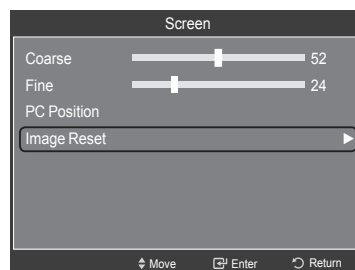 Screen
Coarse 52
Fine 24
PC Position
Image Reset
Move Enter Return